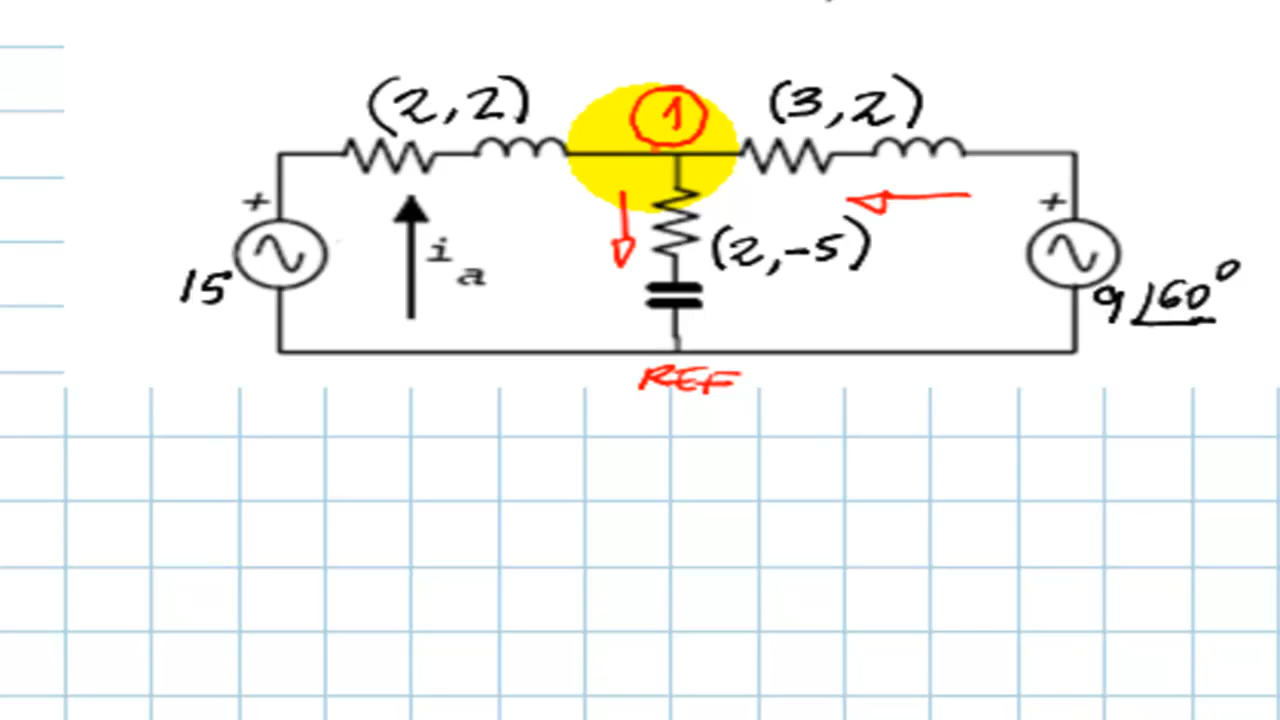 (2,2) 1 (3,2)
+ +
i a (2,-5)
15 9∠60°
REF